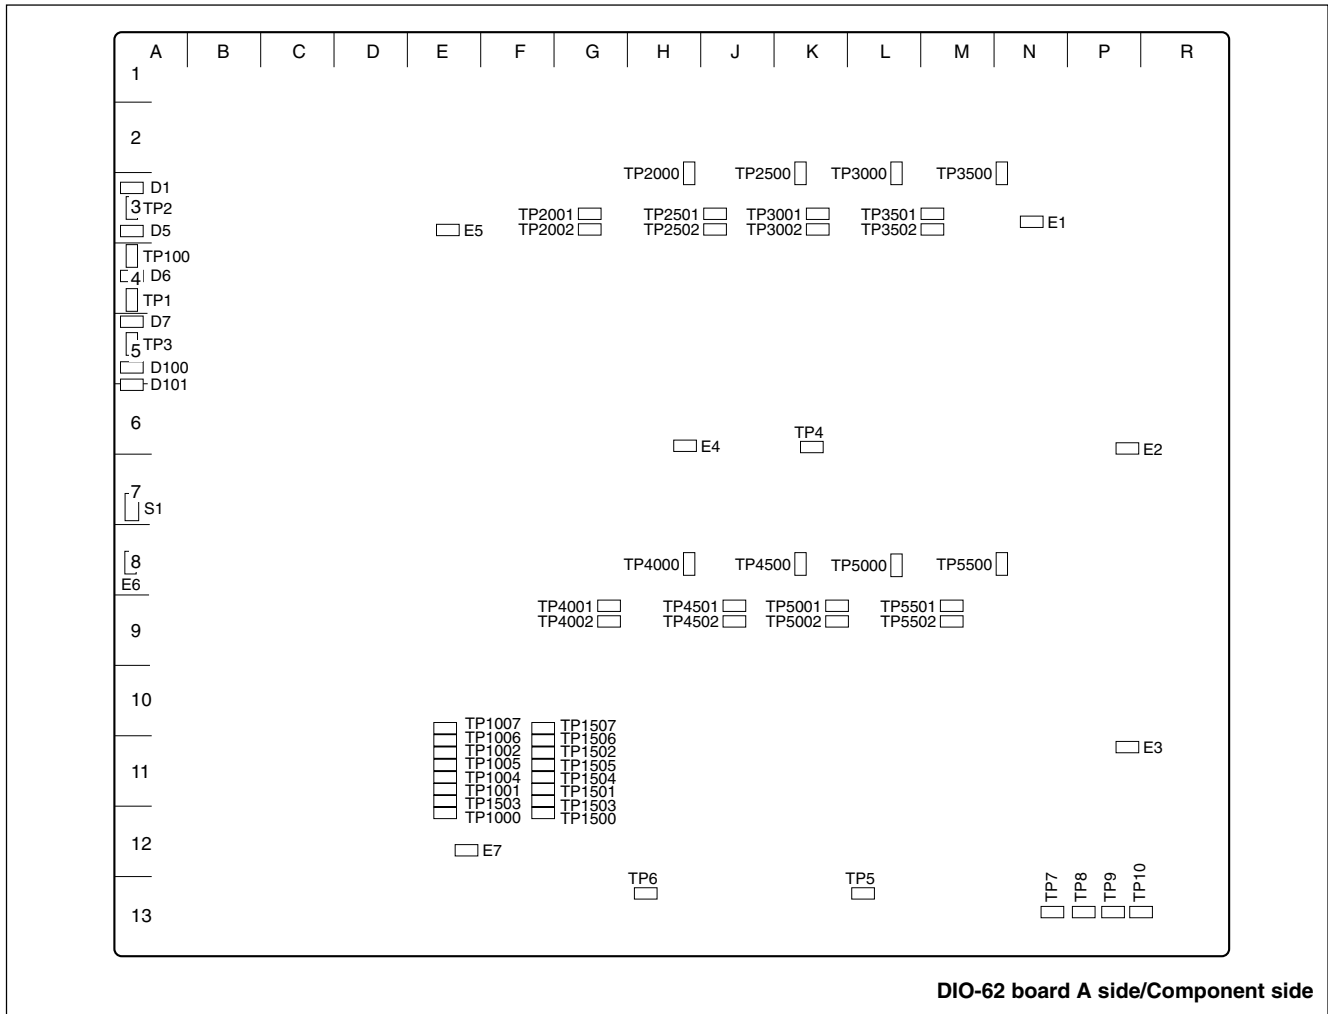 A B C D E F G H J K L M N P R
1
2
TP2000 TP2500 TP3000 TP3500
D1
3 TP2
TP2001 TP2501 TP3001 TP3501
E1
D5
E5
TP2002 TP2502 TP3002 TP3502
TP100
4 D6
TP1
D7
TP3
5
D100
D101
6
TP4
E4
E2
7
S1
8
TP4000 TP4500 TP5000 TP5500
E6
TP4001 TP4501 TP5001 TP5501
TP4002 TP4502 TP5002 TP5502
9
10
TP1007 TP1507
TP1006 TP1506
TP1002 TP1502
E3
TP1005 TP1505
11
TP1004 TP1504
TP1001 TP1501
TP1503 TP1503
TP1000 TP1500
12
E7
TP6 TP5
TP7 TP8 TP9 TP10
13
DIO-62 board A side/Component side